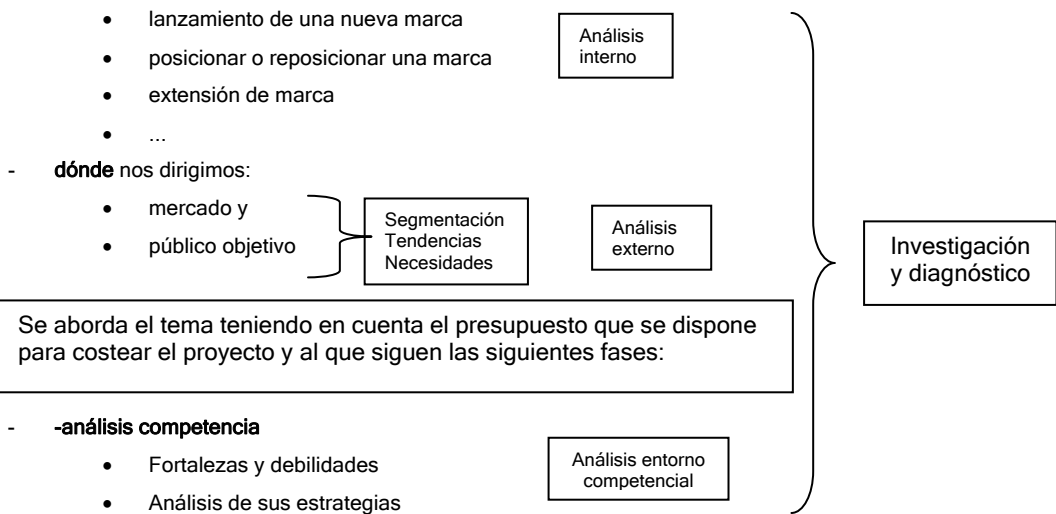 • lanzamiento de una nueva marca
• posicionar o reposicionar una marca
Análisis
interno
• extensión de marca
• ...
- dónde nos dirigimos:
• mercado y
• público objetivo
Segmentación
Tendencias
Necesidades
Análisis
externo
Investigación
y diagnóstico
Se aborda el tema teniendo en cuenta el presupuesto que se dispone
para costear el proyecto y al que siguen las siguientes fases:
- -análisis competencia
• Fortalezas y debilidades
• Análisis de sus estrategias
Análisis entorno
competencial